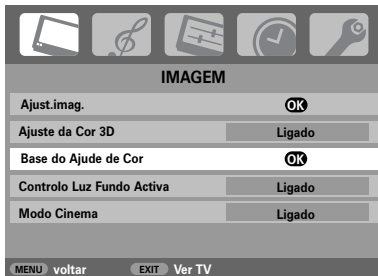 IMAGEM
Ajust.imag. OK
Ajuste da Cor 3D Ligado
Base do Ajude de Cor OK
Controlo Luz Fundo Activa Ligado
Modo Cinema Ligado
MENU voltar EXIT Ver TV